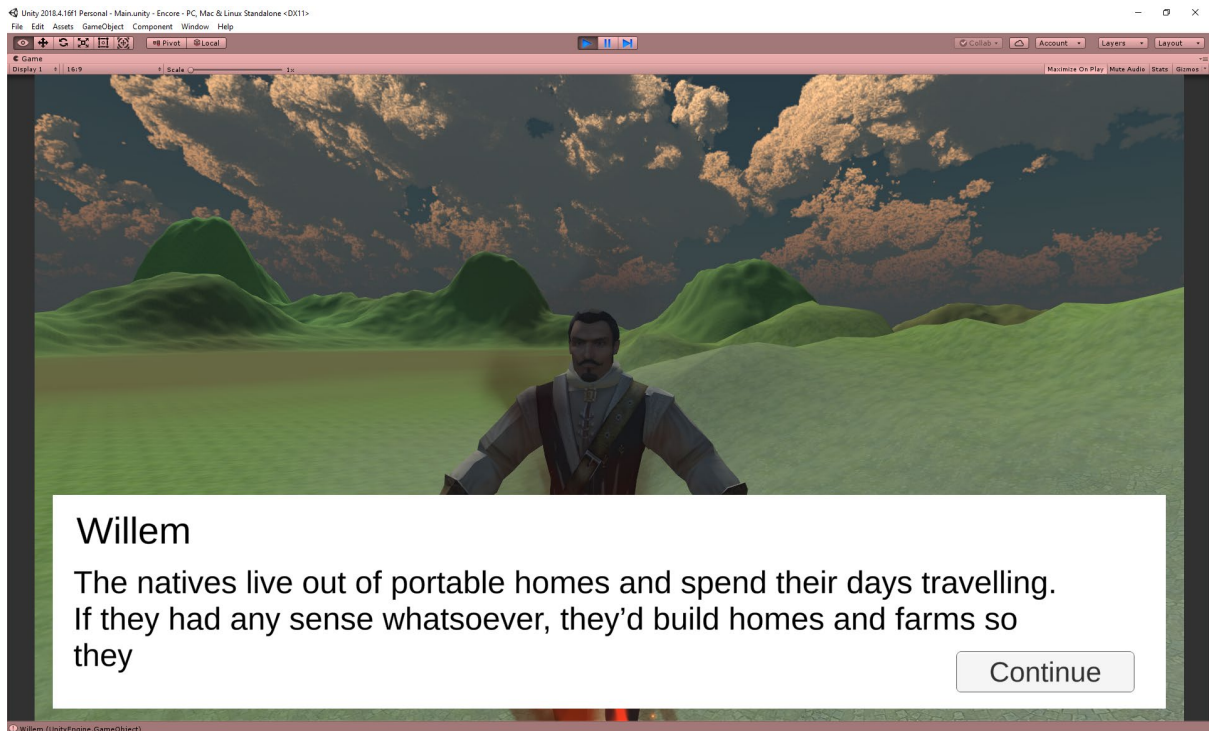 Unity 2018.4.16f1 Personal - Main.unity - Encore - PC, Mac & Linux Standalone <DX11>
File Edit Assets GameObject Component Window Help
Pivot Local Collab Account Layers Layout
Game
Display 1 16:9 Scale 1x Maximize On Play Mute Audio Stats Gizmos
Willem
The natives live out of portable homes and spend their days travelling.
If they had any sense whatsoever, they’d build homes and farms so
they
Continue
Willem (UnityEngine.GameObject)